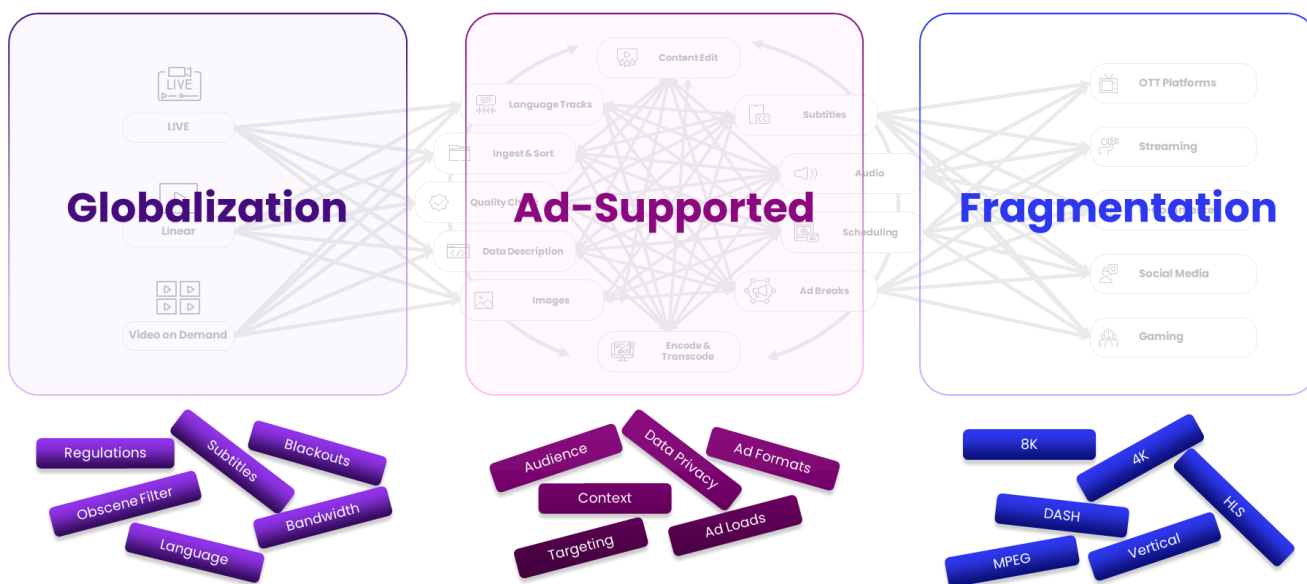 Globalization
LIVE
LIVE
Linear
Video on Demand
Ad-Supported
Content Edit
Language Tracks
Ingest & Sort
Data Description
Images
Subtitles
Audio
Scheduling
Ad Breaks
Encode &
Transcode
Fragmentation
OTT Platforms
Streaming
Social Media
Gaming
Regulations
Subtitles
Blackouts
Obscene Filter
Bandwidth
Language
Audience
Data Privacy
Ad Formats
Context
Targeting
Ad Loads
8K
4K
HLS
DASH
MPEG
Vertical